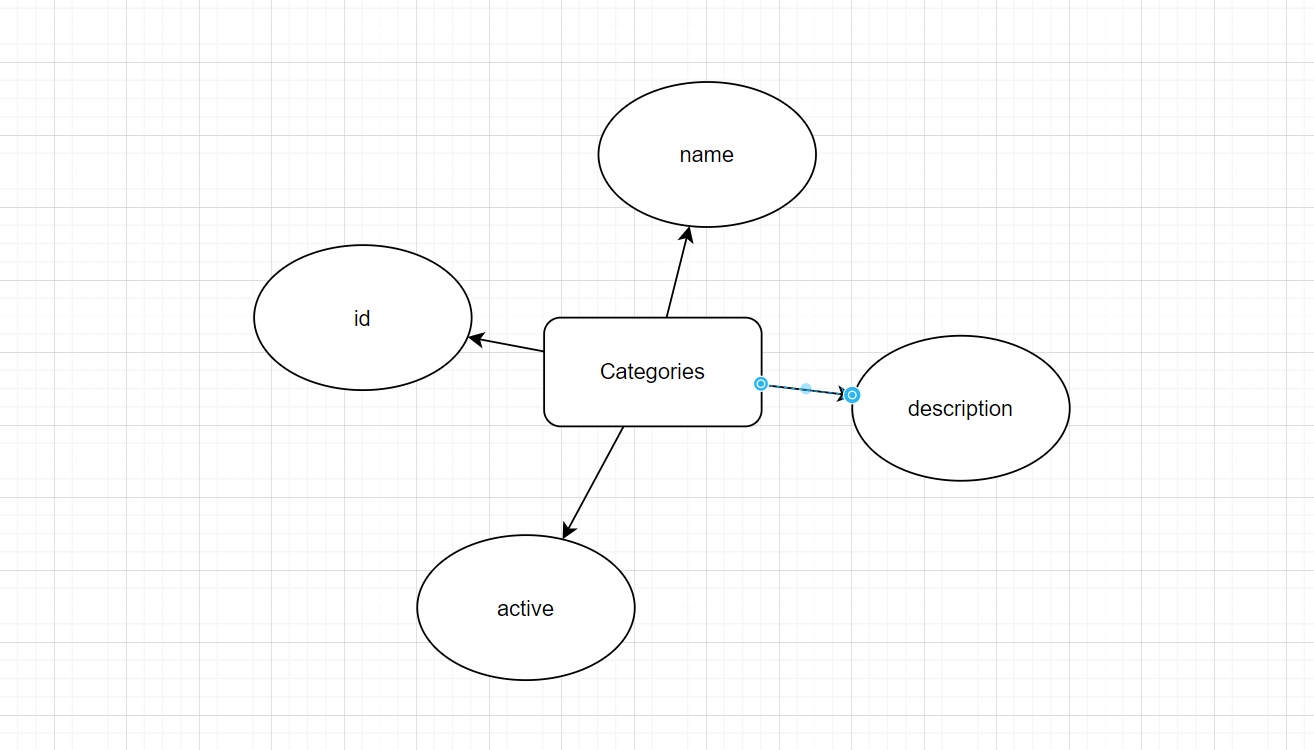 name
id
Categories
description
active